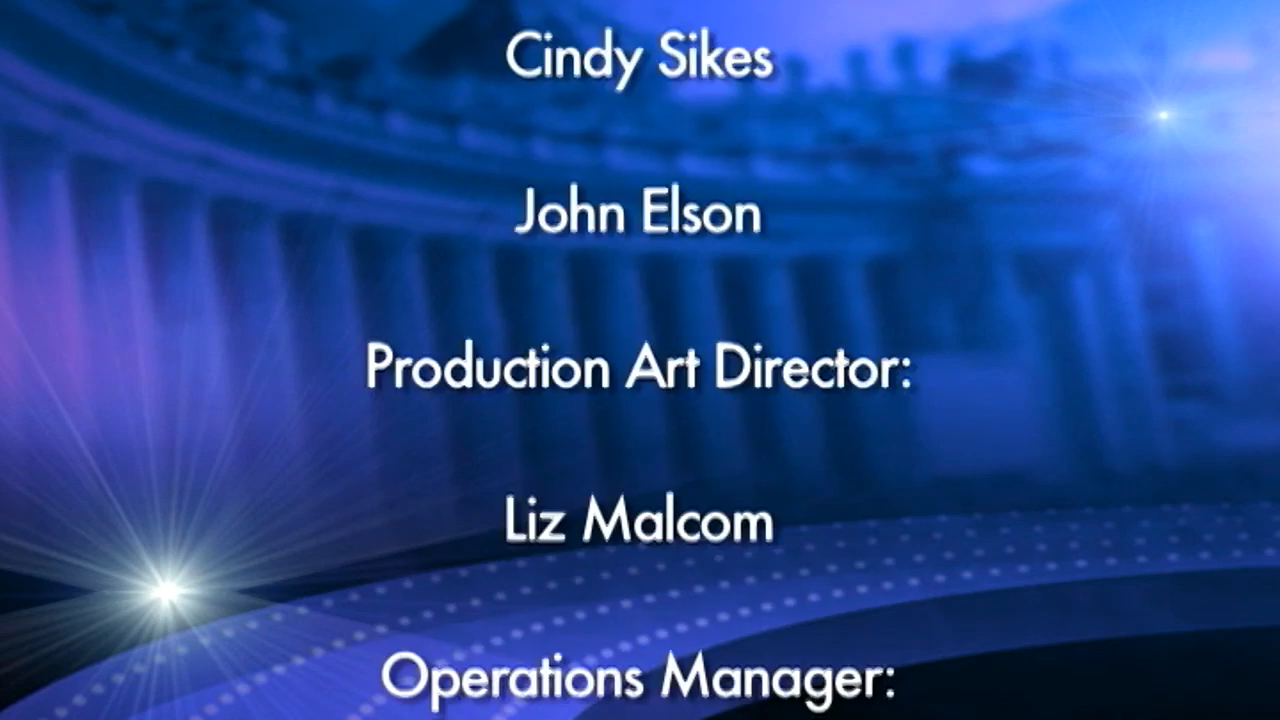 Cindy Sikes
John Elson
Production Art Director:
Liz Malcom
Operations Manager: